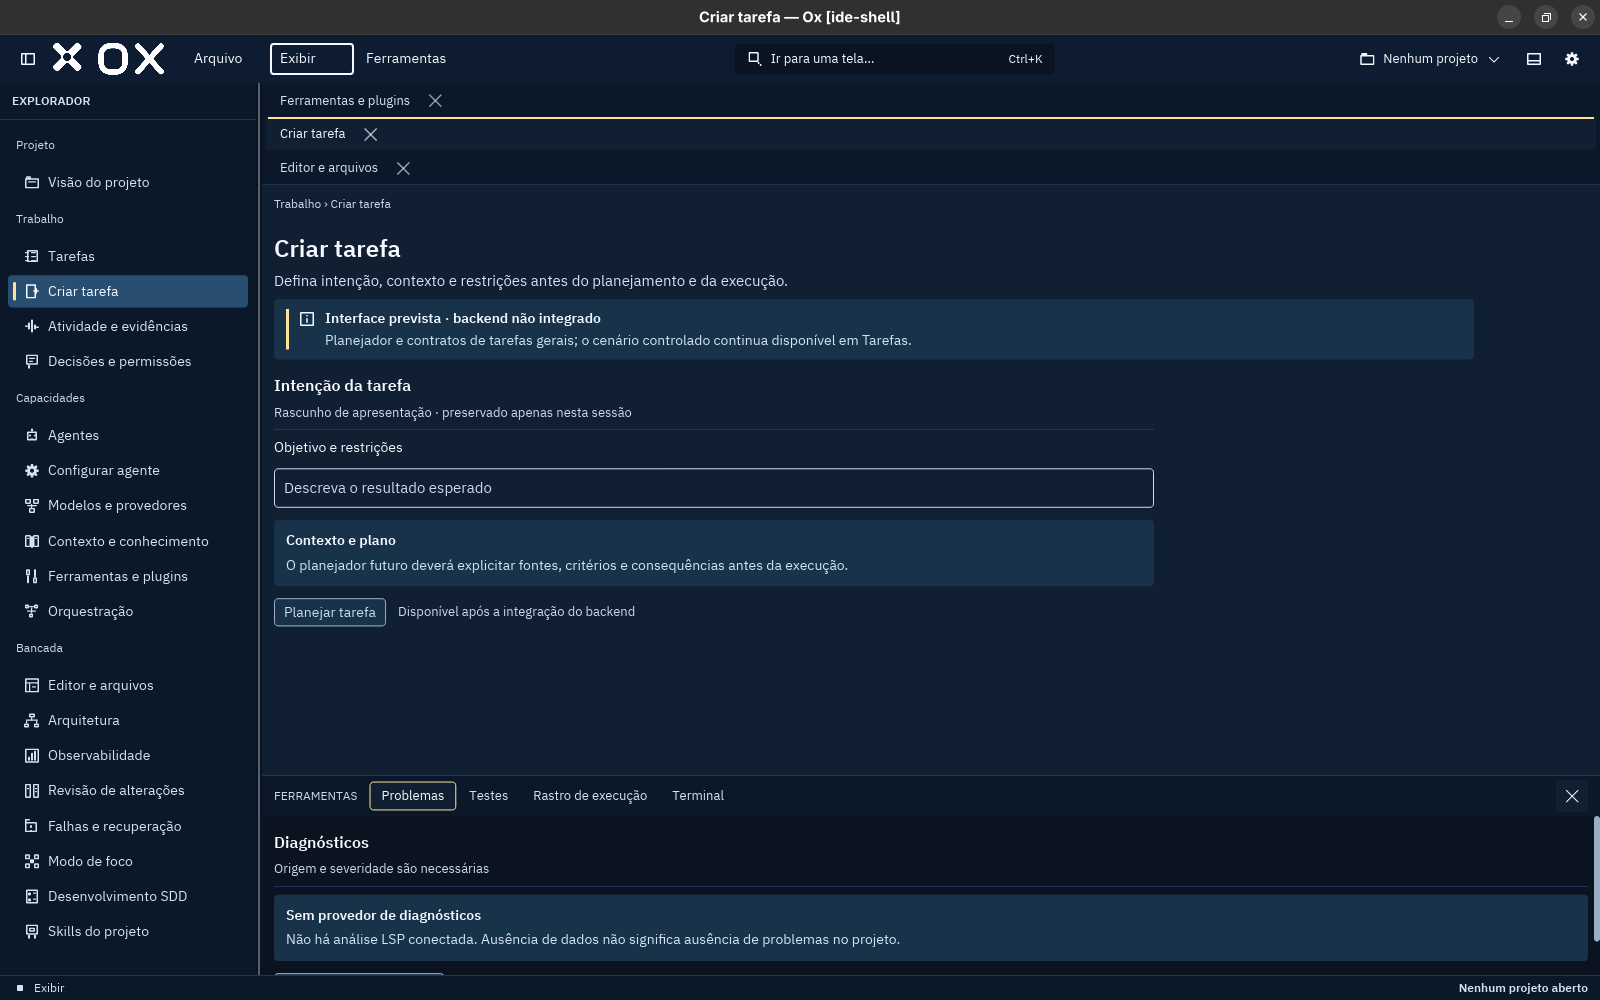 Criar tarefa — Ox [ide-shell]
OX Arquivo Exibir Ferramentas Ir para uma tela... Ctrl+K Nenhum projeto
EXPLORADOR
Projeto
Visão do projeto
Trabalho
Tarefas
Criar tarefa
Atividade e evidências
Decisões e permissões
Capacidades
Agentes
Configurar agente
Modelos e provedores
Contexto e conhecimento
Ferramentas e plugins
Orquestração
Bancada
Editor e arquivos
Arquitetura
Observabilidade
Revisão de alterações
Falhas e recuperação
Modo de foco
Desenvolvimento SDD
Skills do projeto
Ferramentas e plugins
Criar tarefa
Editor e arquivos
Trabalho › Criar tarefa
Criar tarefa
Defina intenção, contexto e restrições antes do planejamento e da execução.
Interface prevista · backend não integrado
Planejador e contratos de tarefas gerais; o cenário controlado continua disponível em Tarefas.
Intenção da tarefa
Rascunho de apresentação · preservado apenas nesta sessão
Objetivo e restrições
Descreva o resultado esperado
Contexto e plano
O planejador futuro deverá explicitar fontes, critérios e consequências antes da execução.
Planejar tarefa Disponível após a integração do backend
FERRAMENTAS Problemas Testes Rastro de execução Terminal
Diagnósticos
Origem e severidade são necessárias
Sem provedor de diagnósticos
Não há análise LSP conectada. Ausência de dados não significa ausência de problemas no projeto.
Exibir Nenhum projeto aberto